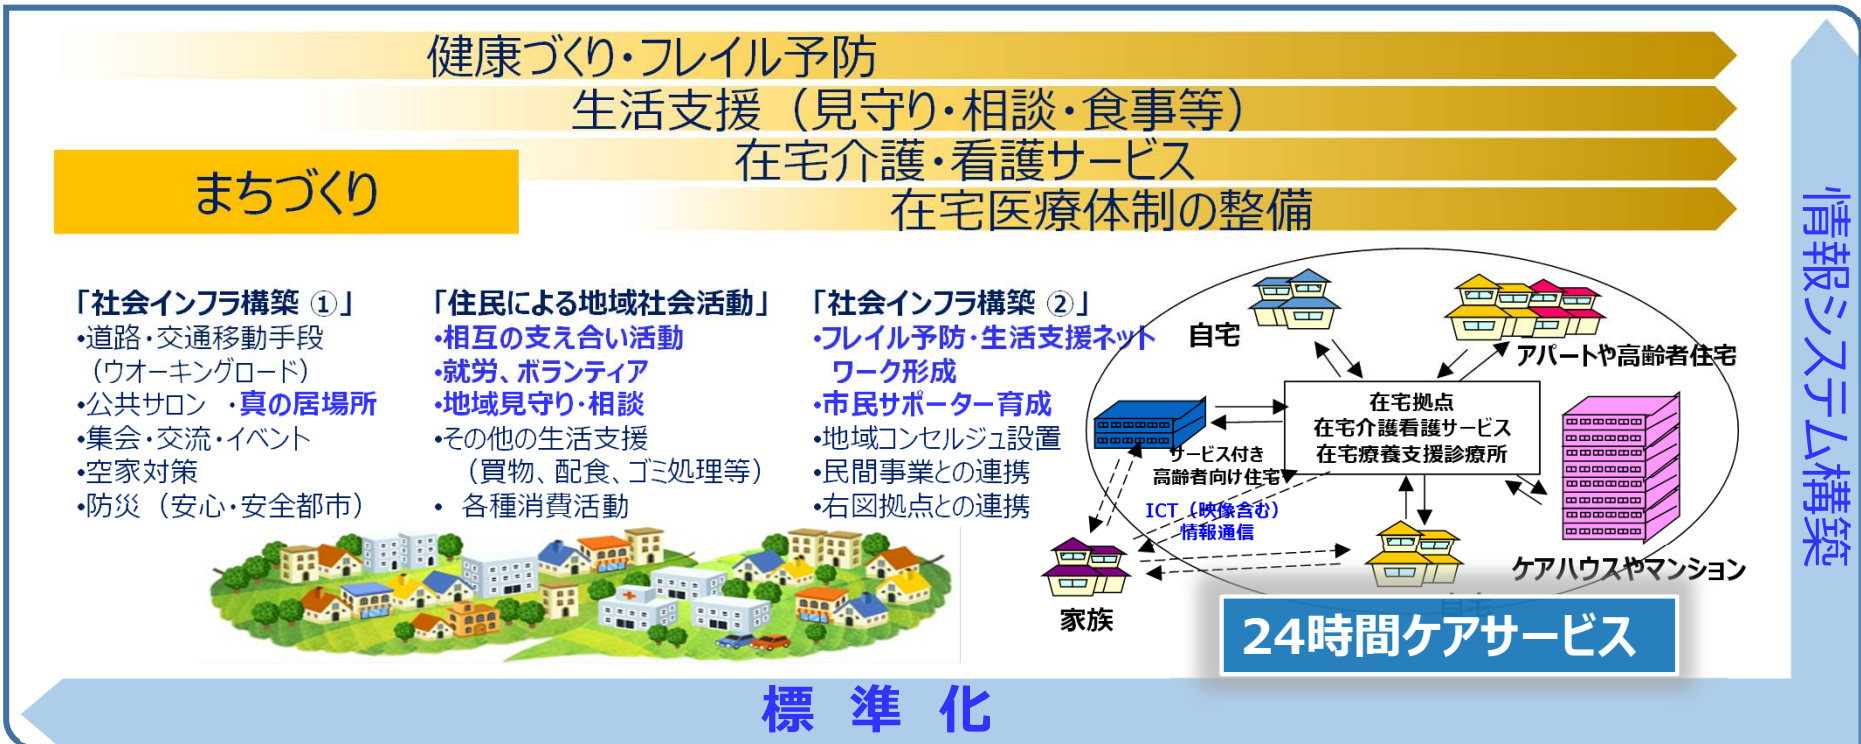 健康づくり・フレイル予防
生活支援（見守り・相談・食事等）
在宅介護・看護サービス
在宅医療体制の整備
まちづくり
「社会インフラ構築 ①」
•道路・交通移動手段
（ウオーキングロード）
•公共サロン ・真の居場所
•集会・交流・イベント
•空家対策
•防災（安心・安全都市）
「住民による地域社会活動」
•相互の支え合い活動
•就労、ボランティア
•地域見守り・相談
•その他の生活支援
（買物、配食、ゴミ処理等）
• 各種消費活動
「社会インフラ構築 ②」
•フレイル予防・生活支援ネット
ワーク形成
•市民サポーター育成
•地域コンセルジュ設置
•民間事業との連携
•右図拠点との連携
自宅
アパートや高齢者住宅
在宅拠点
在宅介護看護サービス
在宅療養支援診療所
サービス付き
高齢者向け住宅
ICT（映像含む）
情報通信
家族
ケアハウスやマンション
自宅
24時間ケアサービス
情報システム構築
標 準 化